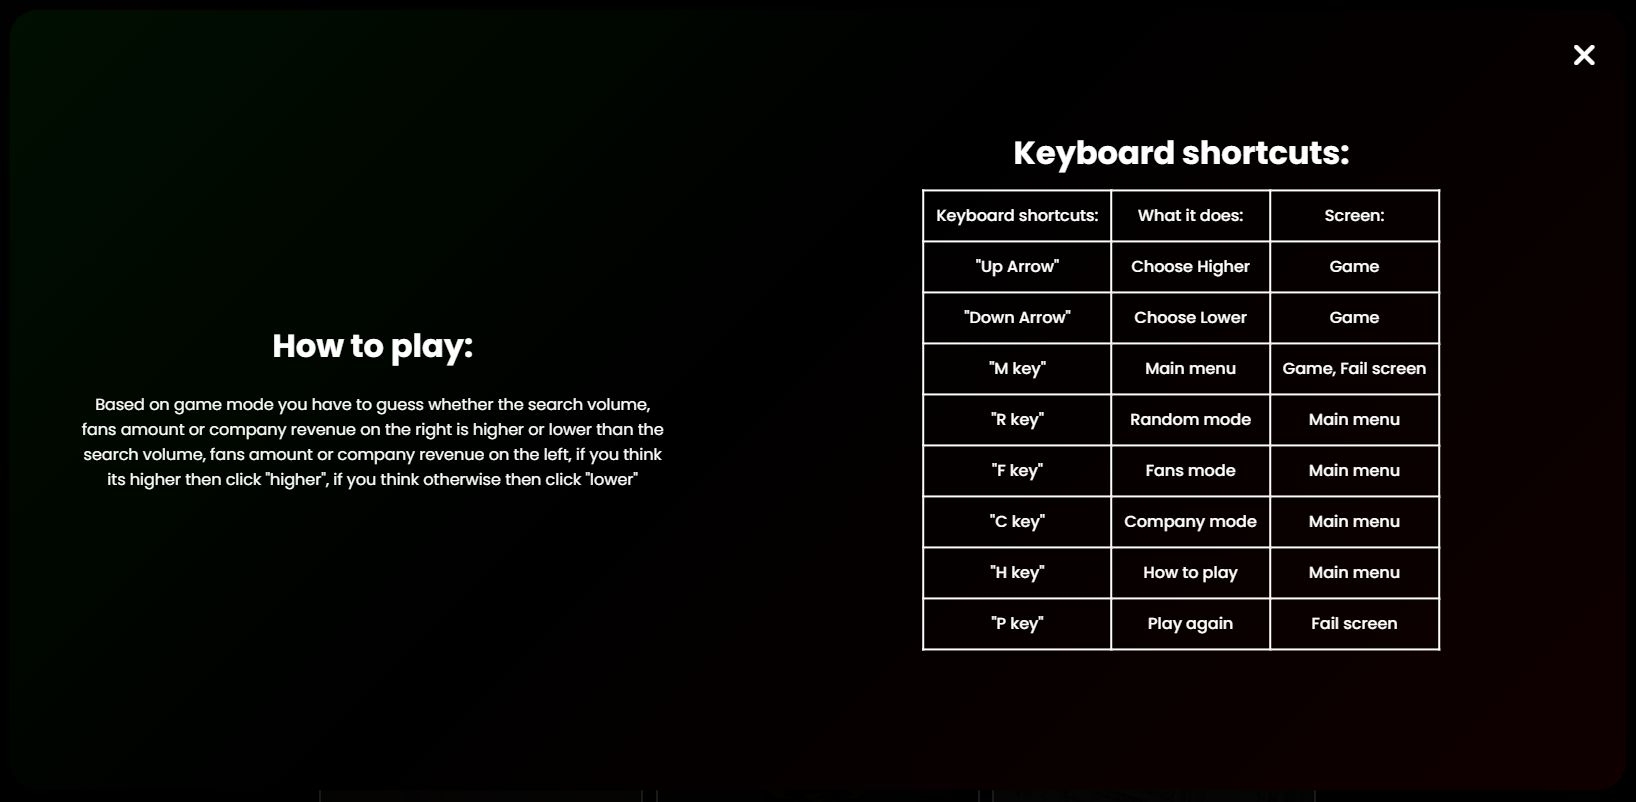 How to play:
Based on game mode you have to guess whether the search volume,
fans amount or company revenue on the right is higher or lower than the
search volume, fans amount or company revenue on the left, if you think
its higher then click "higher", if you think otherwise then click "lower"
Keyboard shortcuts:
Keyboard shortcuts: What it does: Screen:
"Up Arrow" Choose Higher Game
"Down Arrow" Choose Lower Game
"M key" Main menu Game, Fail screen
"R key" Random mode Main menu
"F key" Fans mode Main menu
"C key" Company mode Main menu
"H key" How to play Main menu
"P key" Play again Fail screen